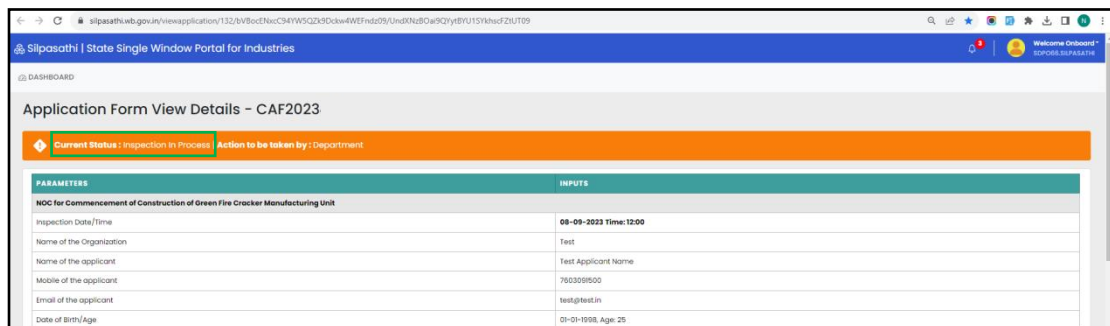 silpasathi.wb.gov.in/viewapplication/132/bVBocENxcC94YW5QZk9Dckw4WEFndz09/UndXNzBOai9QYytBYU1SYkhscFZtUT09
Silpasathi | State Single Window Portal for Industries
3
Welcome Onboard
SDPO66.SILPASATHI
DASHBOARD
Application Form View Details - CAF2023
Current Status : Inspection In Process Action to be taken by : Department
PARAMETERS INPUTS
NOC for Commencement of Construction of Green Fire Cracker Manufacturing Unit
Inspection Date/Time 08-09-2023 Time: 12:00
Name of the Organization Test
Name of the applicant Test Applicant Name
Mobile of the applicant 7603091500
Email of the applicant test@test.in
Date of Birth/Age 01-01-1998, Age: 25